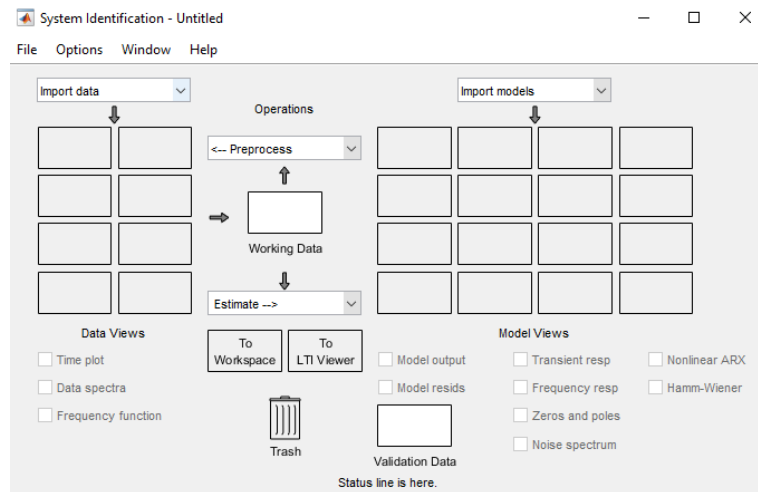 System Identification - Untitled
File Options Window Help
Import data
Import models
Operations
<-- Preprocess
Working Data
Estimate -->
Data Views
Time plot
Data spectra
Frequency function
To
Workspace
To
LTI Viewer
Trash
Model Views
Model output
Model resids
Transient resp
Frequency resp
Zeros and poles
Noise spectrum
Nonlinear ARX
Hamm-Wiener
Validation Data
Status line is here.